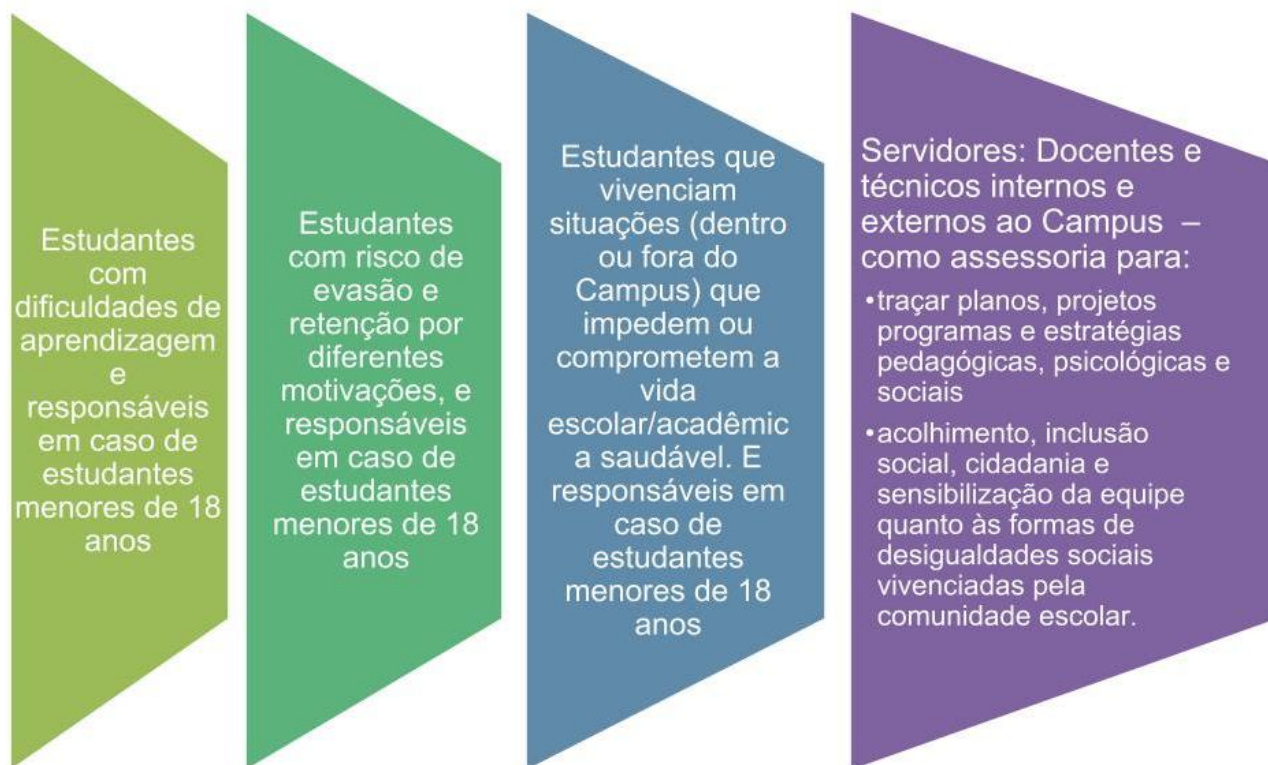 Estudantes
com
dificuldades de
aprendizagem
e
responsáveis
em caso de
estudantes
menores de 18
anos
Estudantes
com risco de
evasão e
retenção por
diferentes
motivações, e
responsáveis
em caso de
estudantes
menores de 18
anos
Estudantes que
vivenciam
situações (dentro
ou fora do
Campus) que
impedem ou
comprometem a
vida
escolar/acadêmic
a saudável. E
responsáveis em
caso de
estudantes
menores de 18
anos
Servidores: Docentes e
técnicos internos e
externos ao Campus –
como assessoria para:
•traçar planos, projetos
programas e estratégias
pedagógicas, psicológicas e
sociais
•acolhimento, inclusão
social, cidadania e
sensibilização da equipe
quanto às formas de
desigualdades sociais
vivenciadas pela
comunidade escolar.